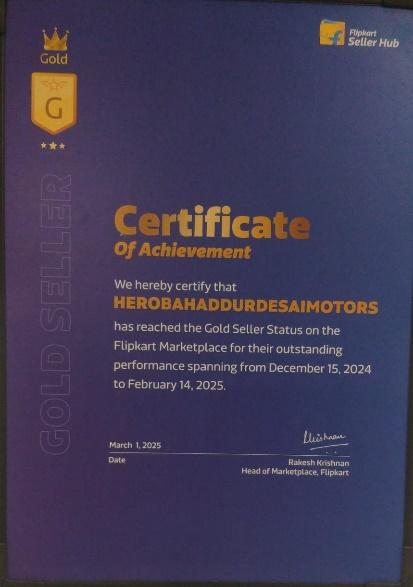 Gold
G
Flipkart
Seller Hub
GOLD SELLER
Certificate
Of Achievement
We hereby certify that
HEROBAHADDURDESAIMOTORS
has reached the Gold Seller Status on the
Flipkart Marketplace for their outstanding
performance spanning from December 15, 2024
to February 14, 2025.
March 1, 2025
Date
Krishnan
Rakesh Krishnan
Head of Marketplace, Flipkart